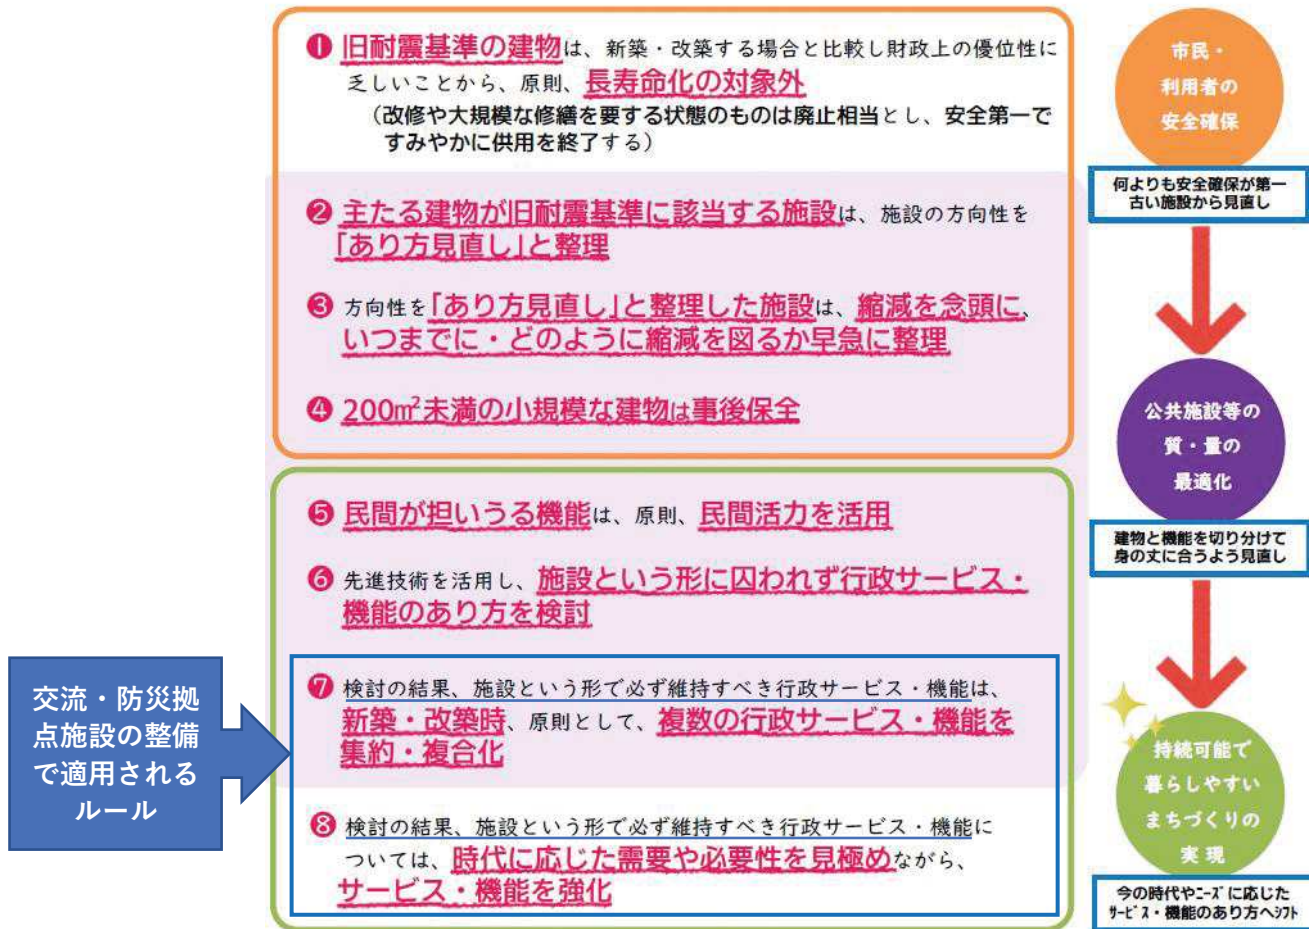 ❶ 旧耐震基準の建物は、新築・改築する場合と比較し財政上の優位性に
乏しいことから、原則、長寿命化の対象外
（改修や大規模な修繕を要する状態のものは廃止相当とし、安全第一で
すみやかに供用を終了する）
❷ 主たる建物が旧耐震基準に該当する施設は、施設の方向性を
「あり方見直し」と整理
❸ 方向性を「あり方見直し」と整理した施設は、縮減を念頭に、
いつまでに・どのように縮減を図るか早急に整理
❹ 200㎡未満の小規模な建物は事後保全
❺ 民間が担いうる機能は、原則、民間活力を活用
❻ 先進技術を活用し、施設という形に囚われず行政サービス・
機能のあり方を検討
❼ 検討の結果、施設という形で必ず維持すべき行政サービス・機能は、
新築・改築時、原則として、複数の行政サービス・機能を
集約・複合化
❽ 検討の結果、施設という形で必ず維持すべき行政サービス・機能に
ついては、時代に応じた需要や必要性を見極めながら、
サービス・機能を強化
交流・防災拠
点施設の整備
で適用される
ルール
市民・
利用者の
安全確保
何よりも安全確保が第一
古い施設から見直し
公共施設等の
質・量の
最適化
建物と機能を切り分けて
身の丈に合うよう見直し
持続可能で
暮らしやすい
まちづくりの
実現
今の時代やﾆｰｽﾞに応じた
ｻｰﾋﾞｽ・機能のあり方へｼﾌﾄ